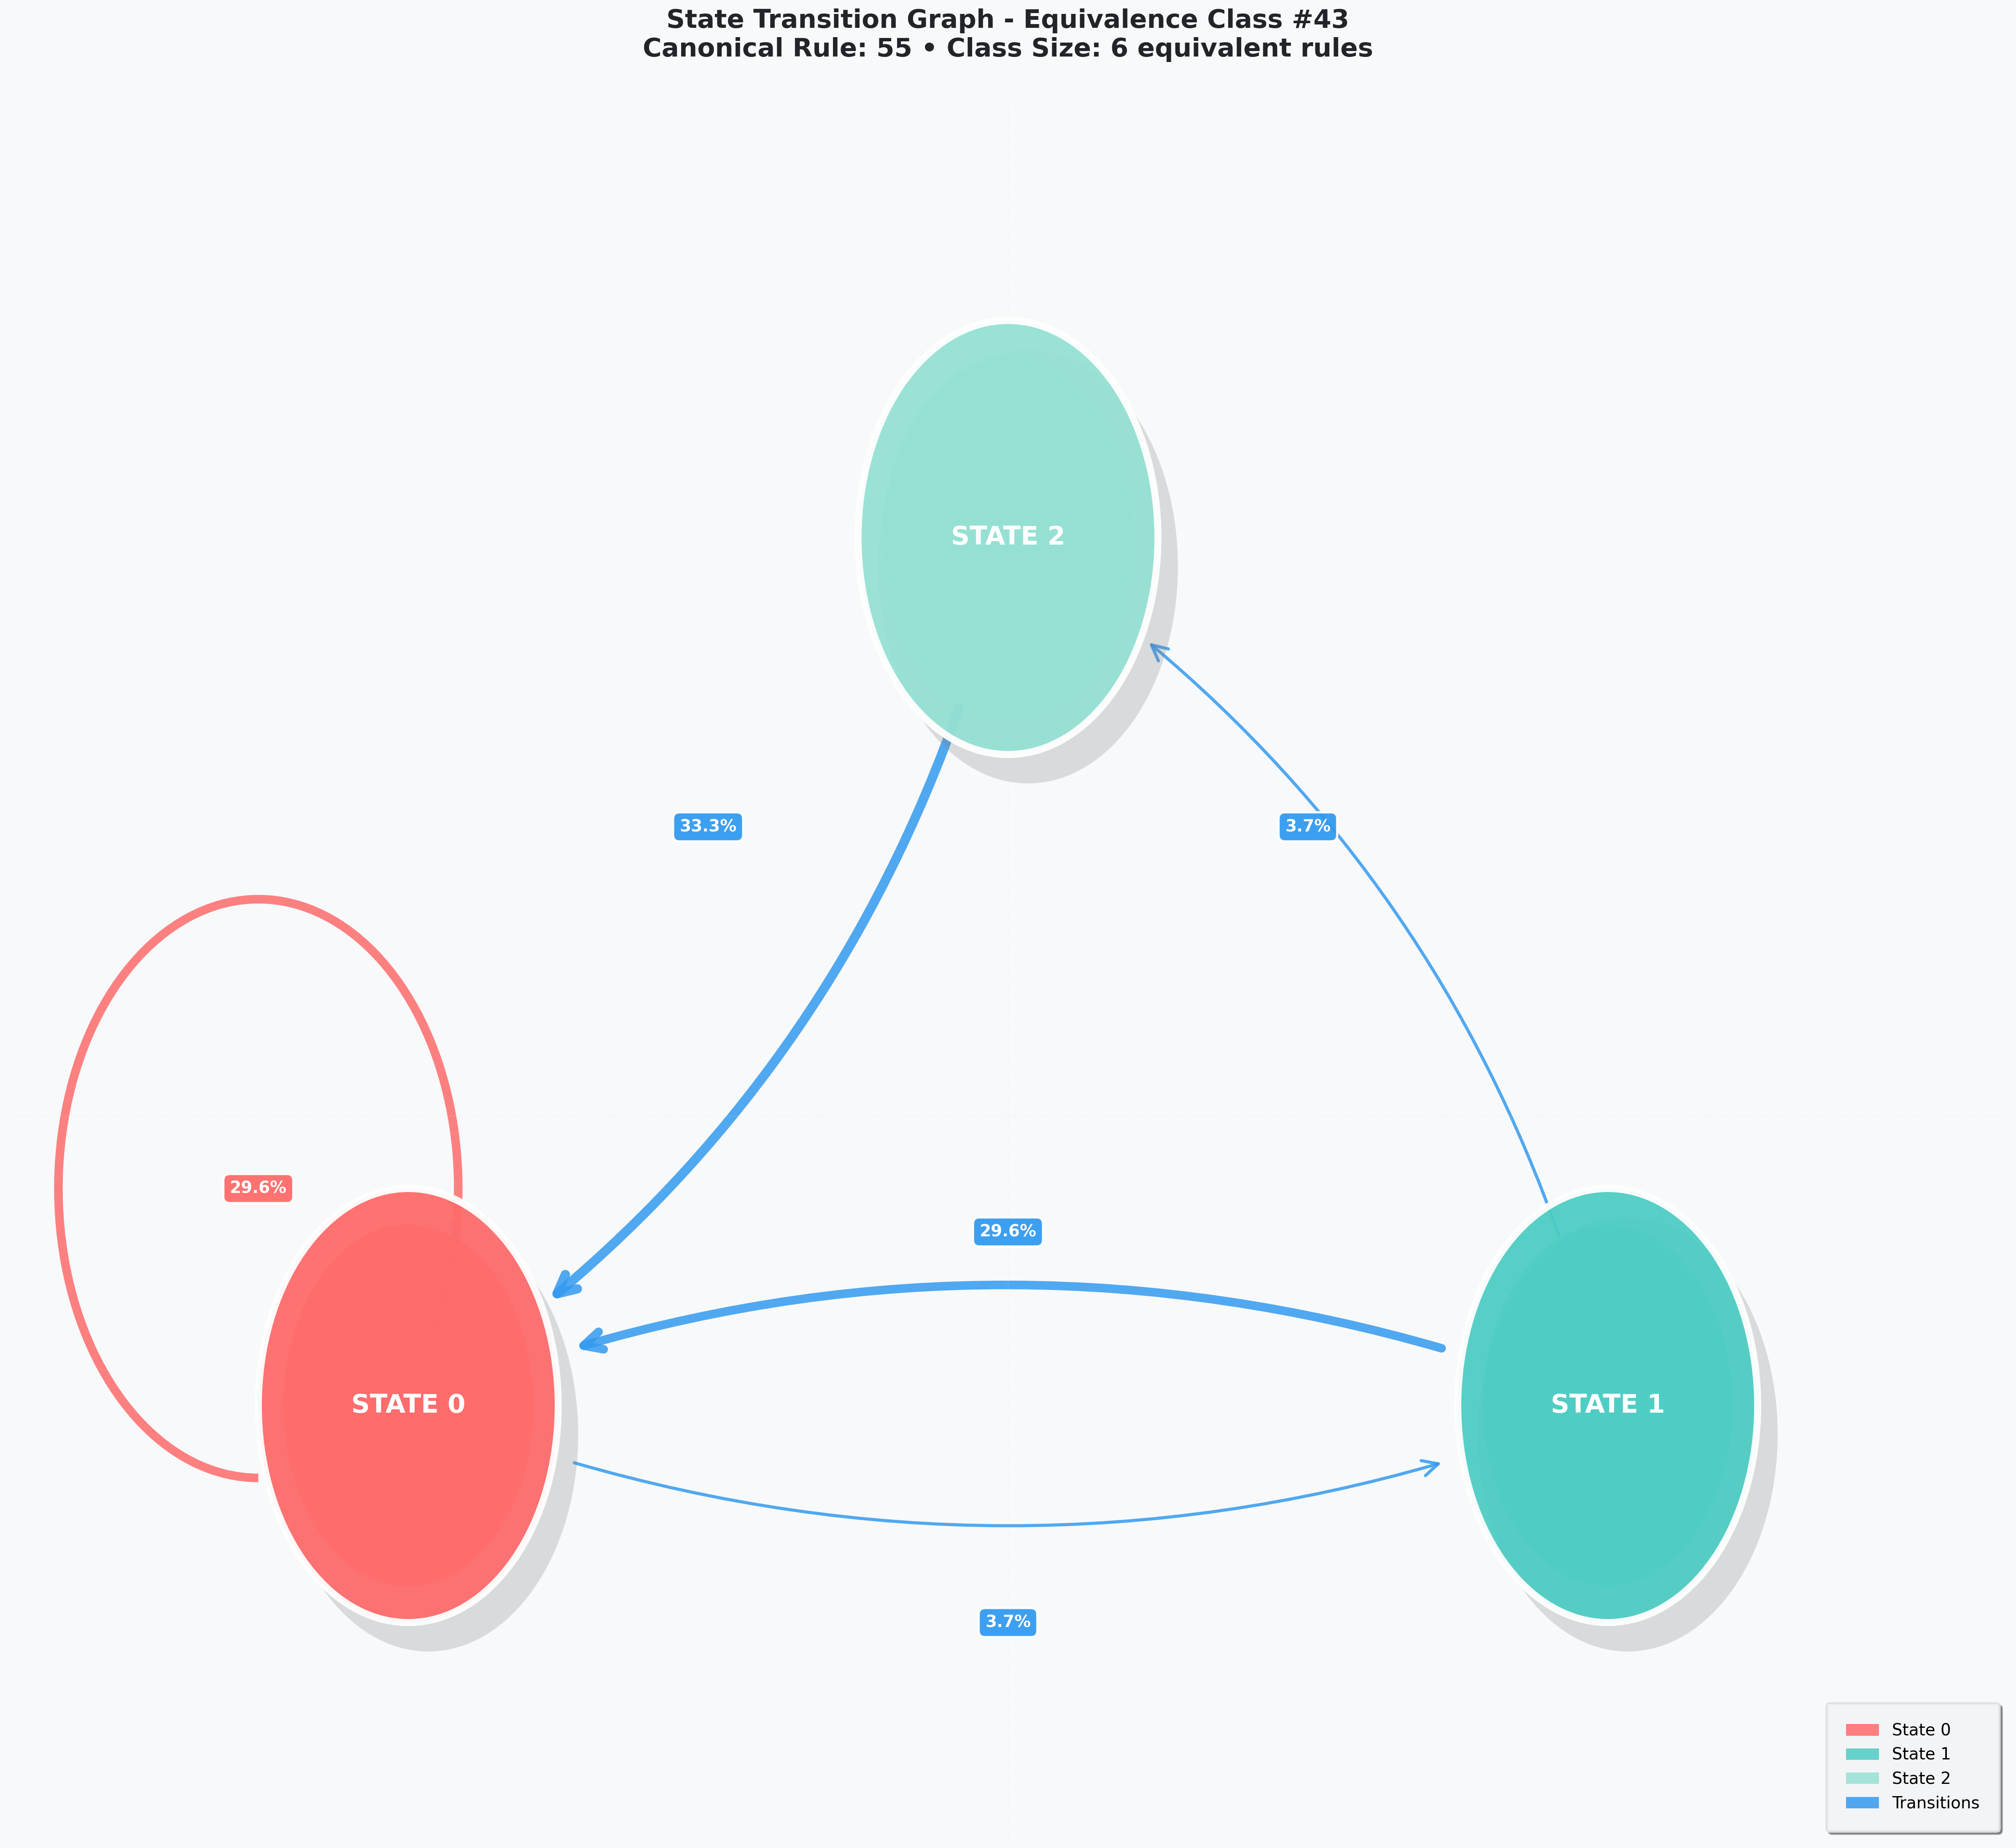 State Transition Graph - Equivalence Class #43
Canonical Rule: 55 • Class Size: 6 equivalent rules
STATE 2
33.3%
3.7%
29.6%
29.6%
STATE 0
STATE 1
3.7%
State 0
State 1
State 2
Transitions